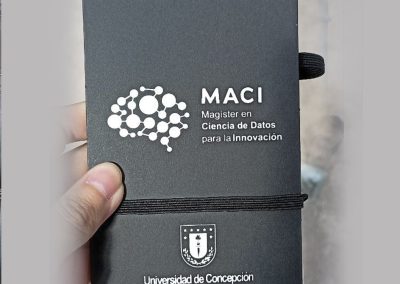 MACI
Magíster en
Ciencia de Datos
para la Innovación
Universidad de Concepción